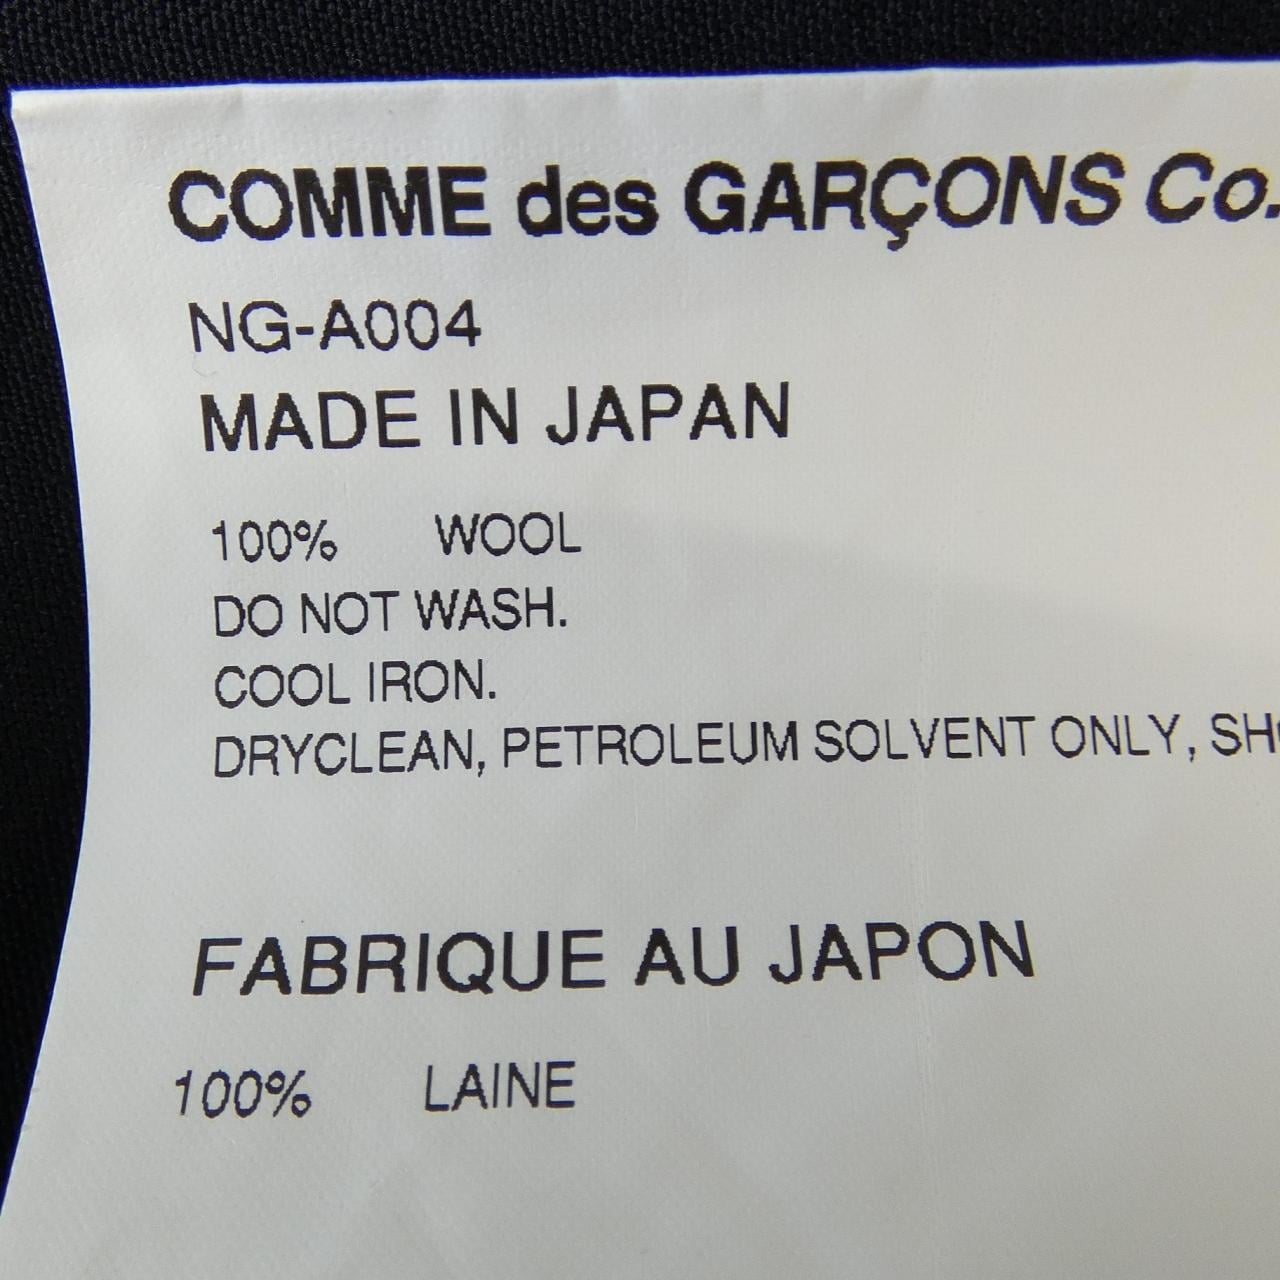 COMME des GARÇONS Co.
NG-A004
MADE IN JAPAN
100% WOOL
DO NOT WASH.
COOL IRON.
DRYCLEAN, PETROLEUM SOLVENT ONLY,
FABRIQUE AU JAPON
100% LAINE